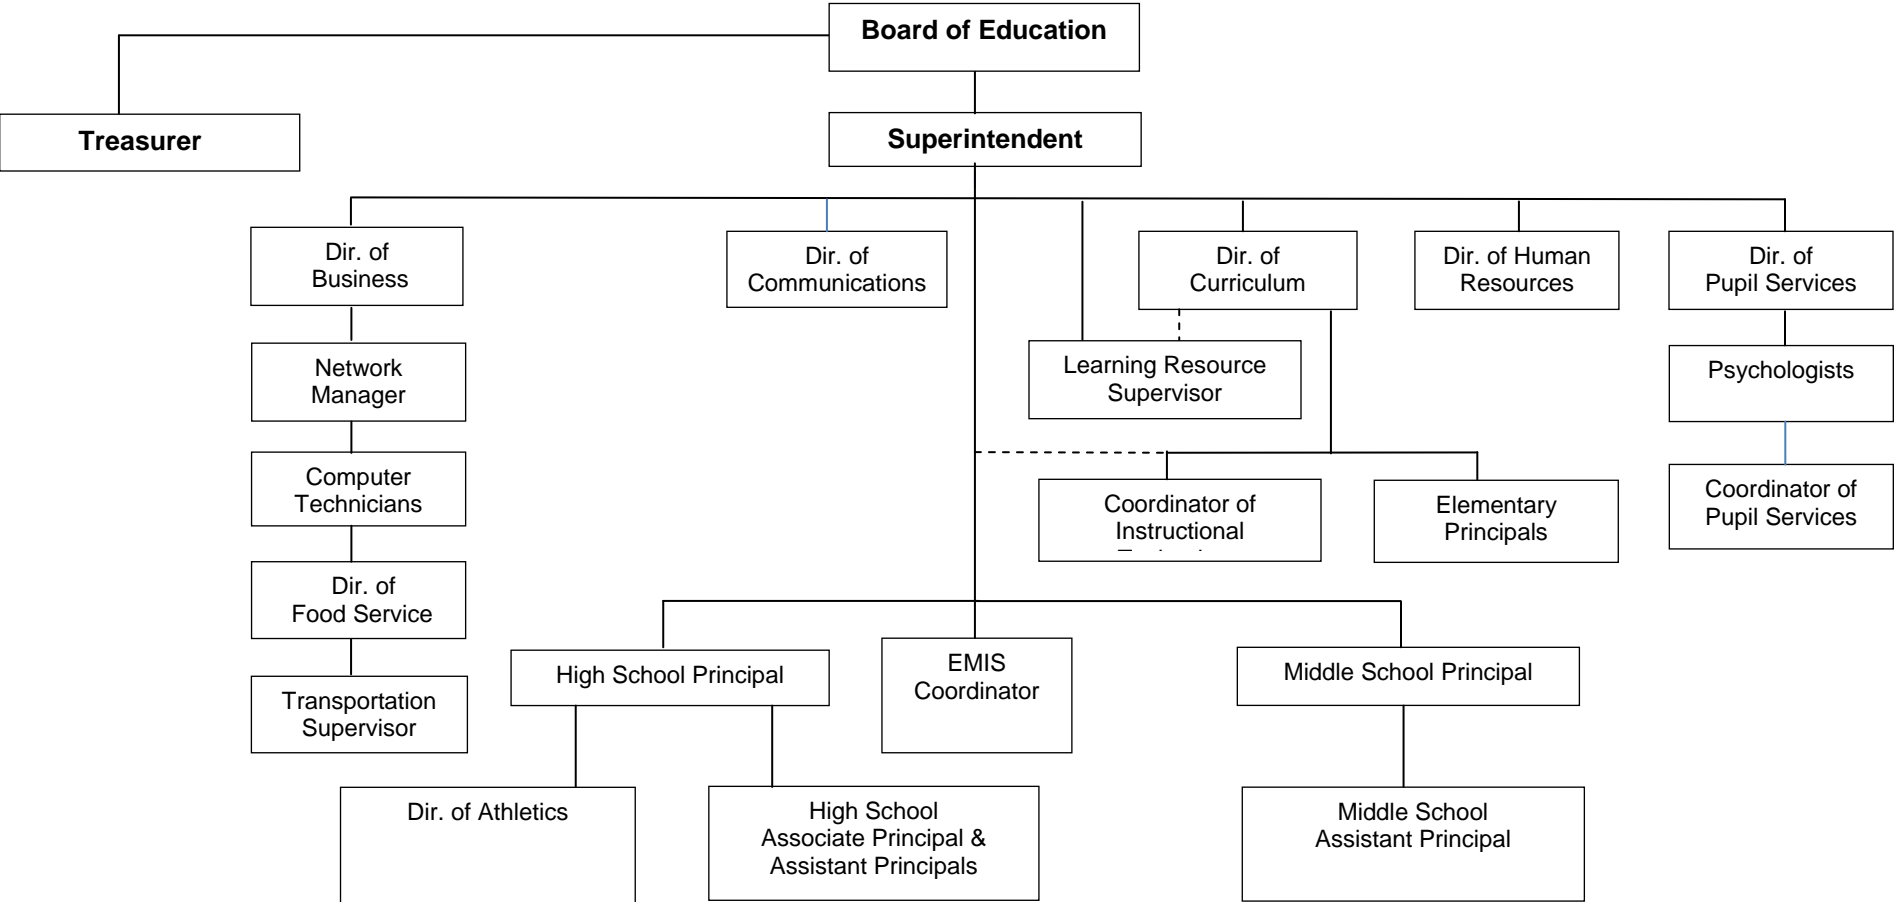 Board of Education
Treasurer
Superintendent
Dir. of
Business
Dir. of
Communications
Dir. of
Curriculum
Dir. of Human
Resources
Dir. of
Pupil Services
Network
Manager
Learning Resource
Supervisor
Psychologists
Computer
Technicians
Coordinator of
Instructional
Elementary
Principals
Coordinator of
Pupil Services
Dir. of
Food Service
High School Principal
EMIS
Coordinator
Middle School Principal
Transportation
Supervisor
Dir. of Athletics
High School
Associate Principal &
Assistant Principals
Middle School
Assistant Principal